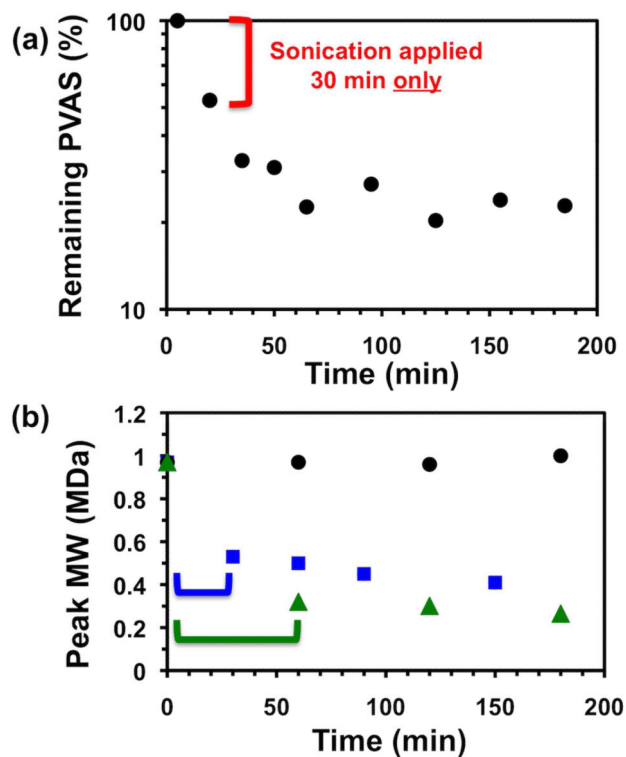 (a)
Remaining PVAS (%)
100
10
Sonication applied
30 min only
0 50 100 150 200
Time (min)
(b)
Peak MW (MDa)
1.2
1
0.8
0.6
0.4
0.2
0
0 50 100 150 200
Time (min)